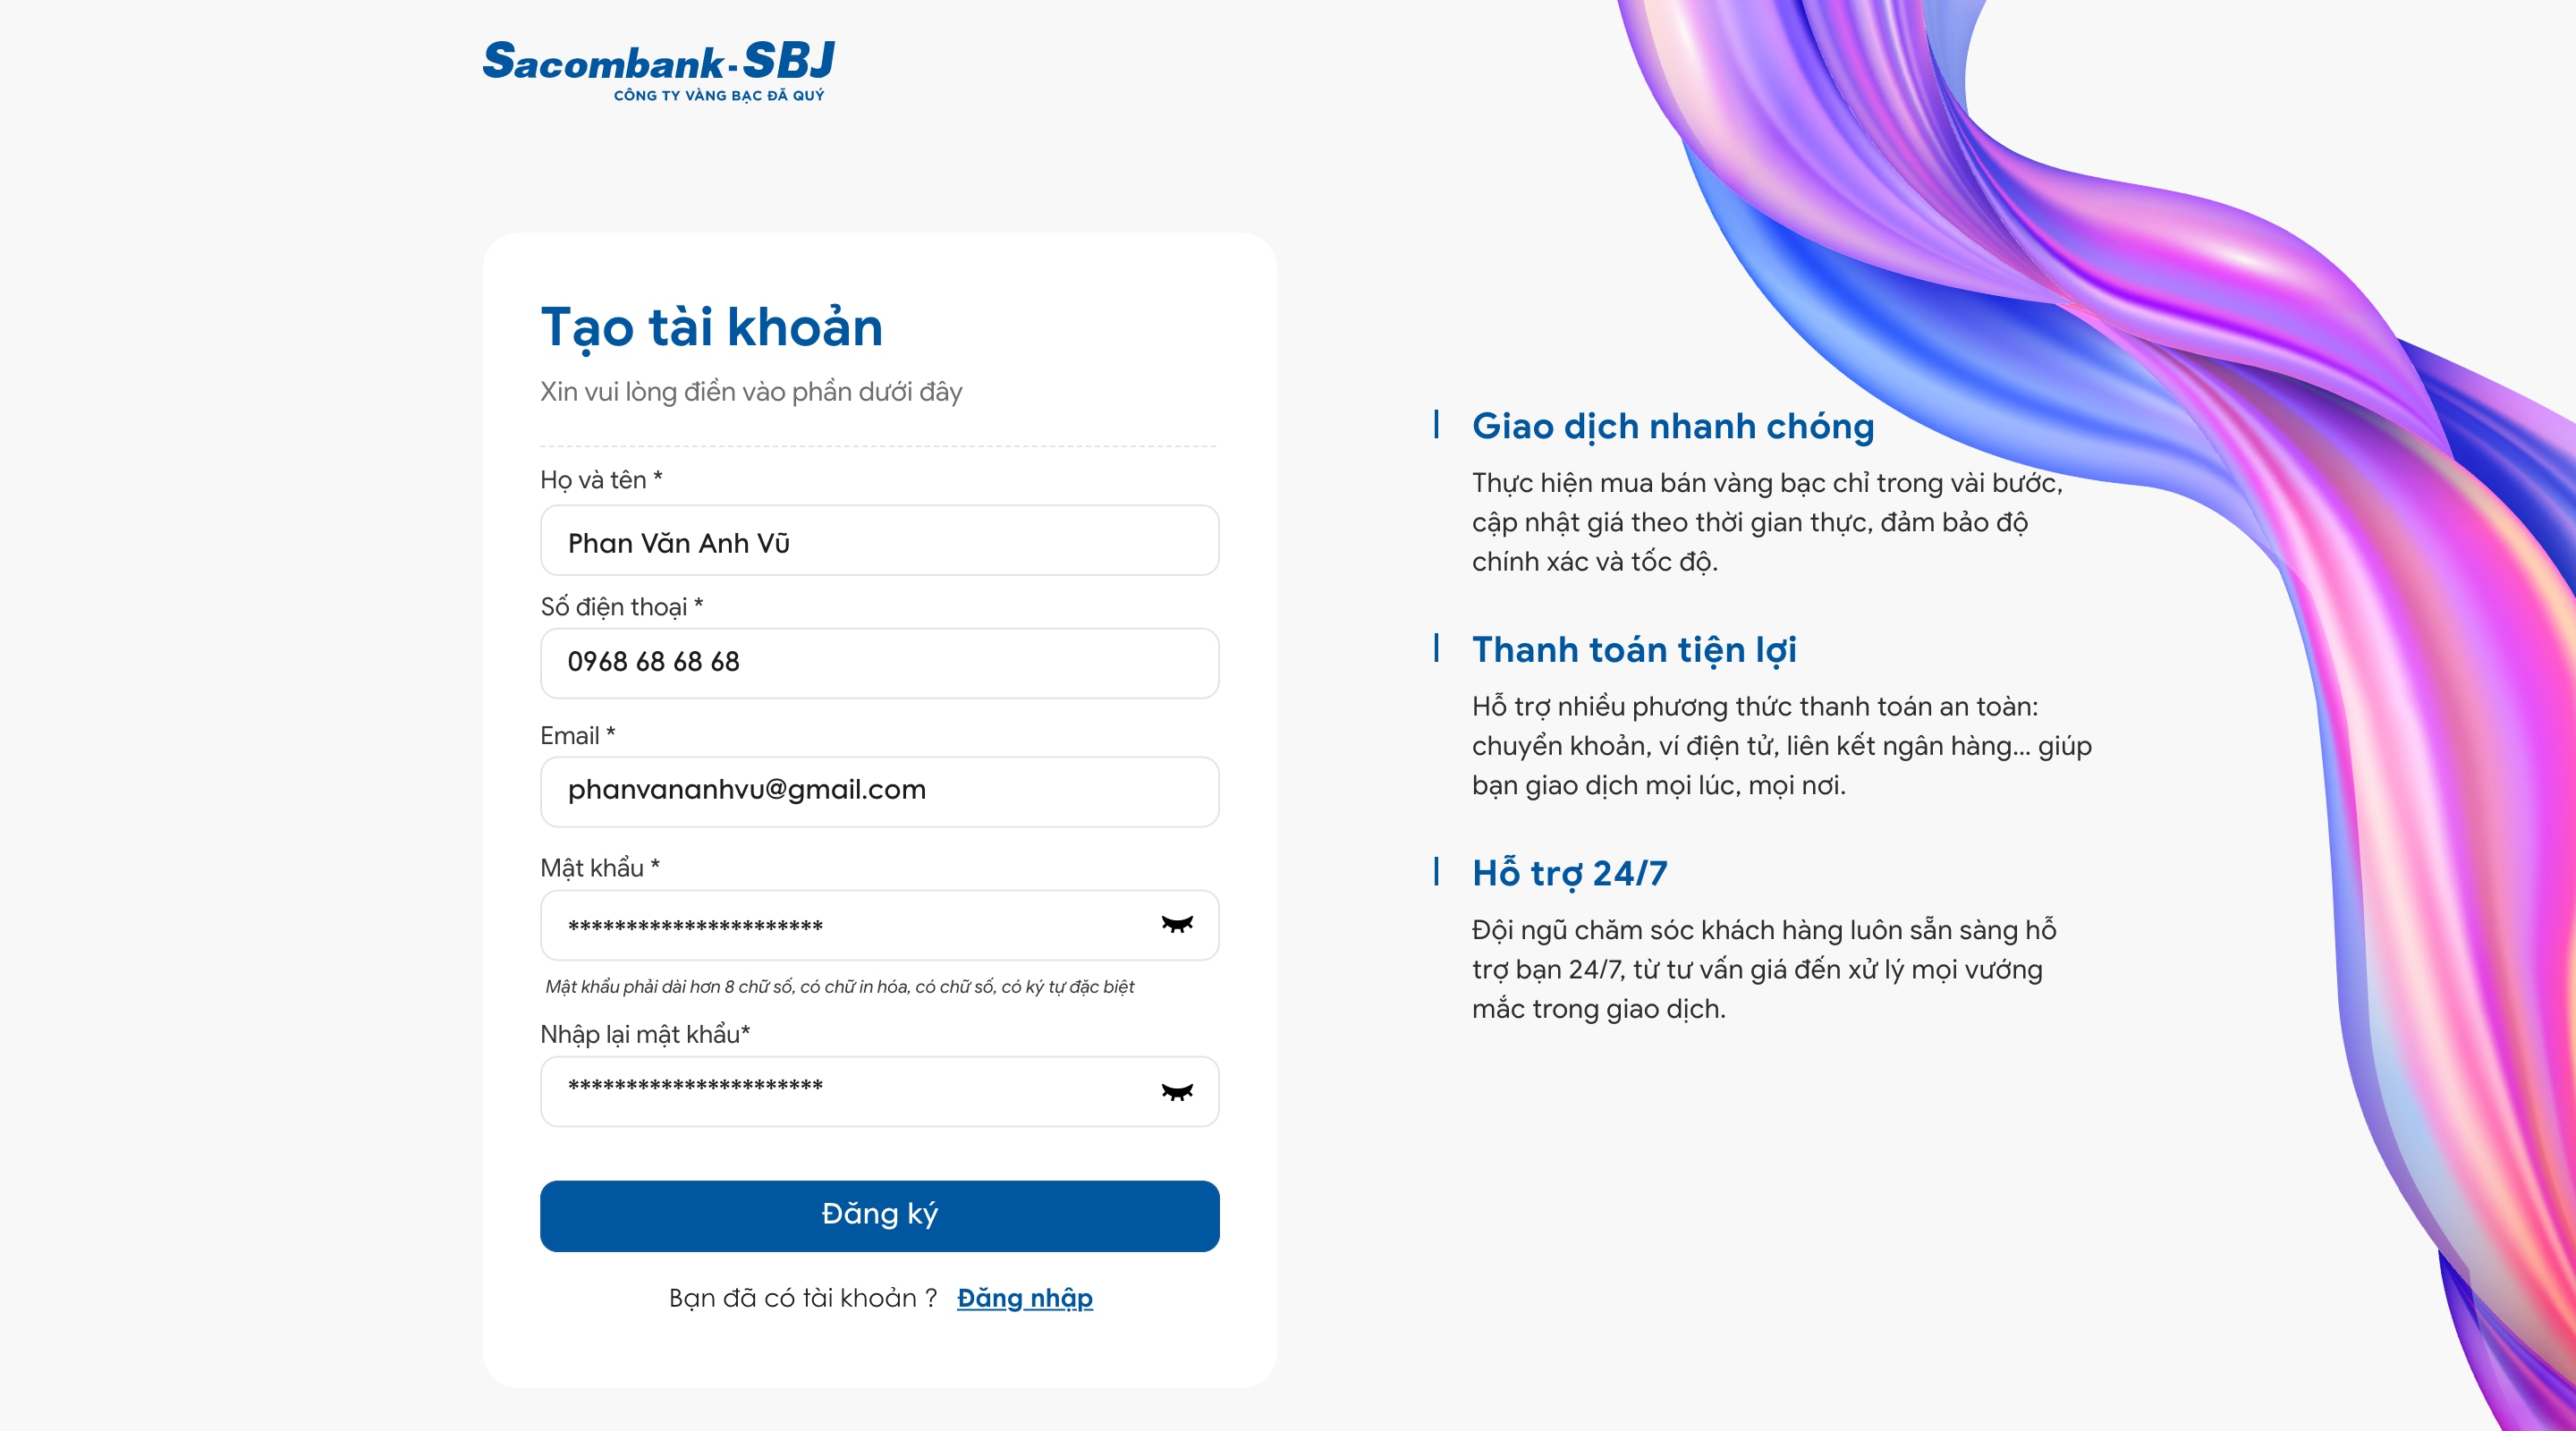 Sacombank-SBJ
CÔNG TY VÀNG BẠC ĐÃ QUÝ
Tạo tài khoản
Xin vui lòng điền vào phần dưới đây
Họ và tên *
Phan Văn Anh Vũ
Số điện thoại *
0968 68 68 68
Email *
phanvananhvu@gmail.com
Mật khẩu *
**********************
Mật khẩu phải dài hơn 8 chữ số, có chữ in hóa, có chữ số, có ký tự đặc biệt
Nhập lại mật khẩu*
**********************
Đăng ký
Bạn đã có tài khoản ? Đăng nhập
Giao dịch nhanh chóng
Thực hiện mua bán vàng bạc chỉ trong vài bước,
cập nhật giá theo thời gian thực, đảm bảo độ
chính xác và tốc độ.
Thanh toán tiện lợi
Hỗ trợ nhiều phương thức thanh toán an toàn:
chuyển khoản, ví điện tử, liên kết ngân hàng... giúp
bạn giao dịch mọi lúc, mọi nơi.
Hỗ trợ 24/7
Đội ngũ chăm sóc khách hàng luôn sẵn sàng hỗ
trợ bạn 24/7, từ tư vấn giá đến xử lý mọi vướng
mắc trong giao dịch.